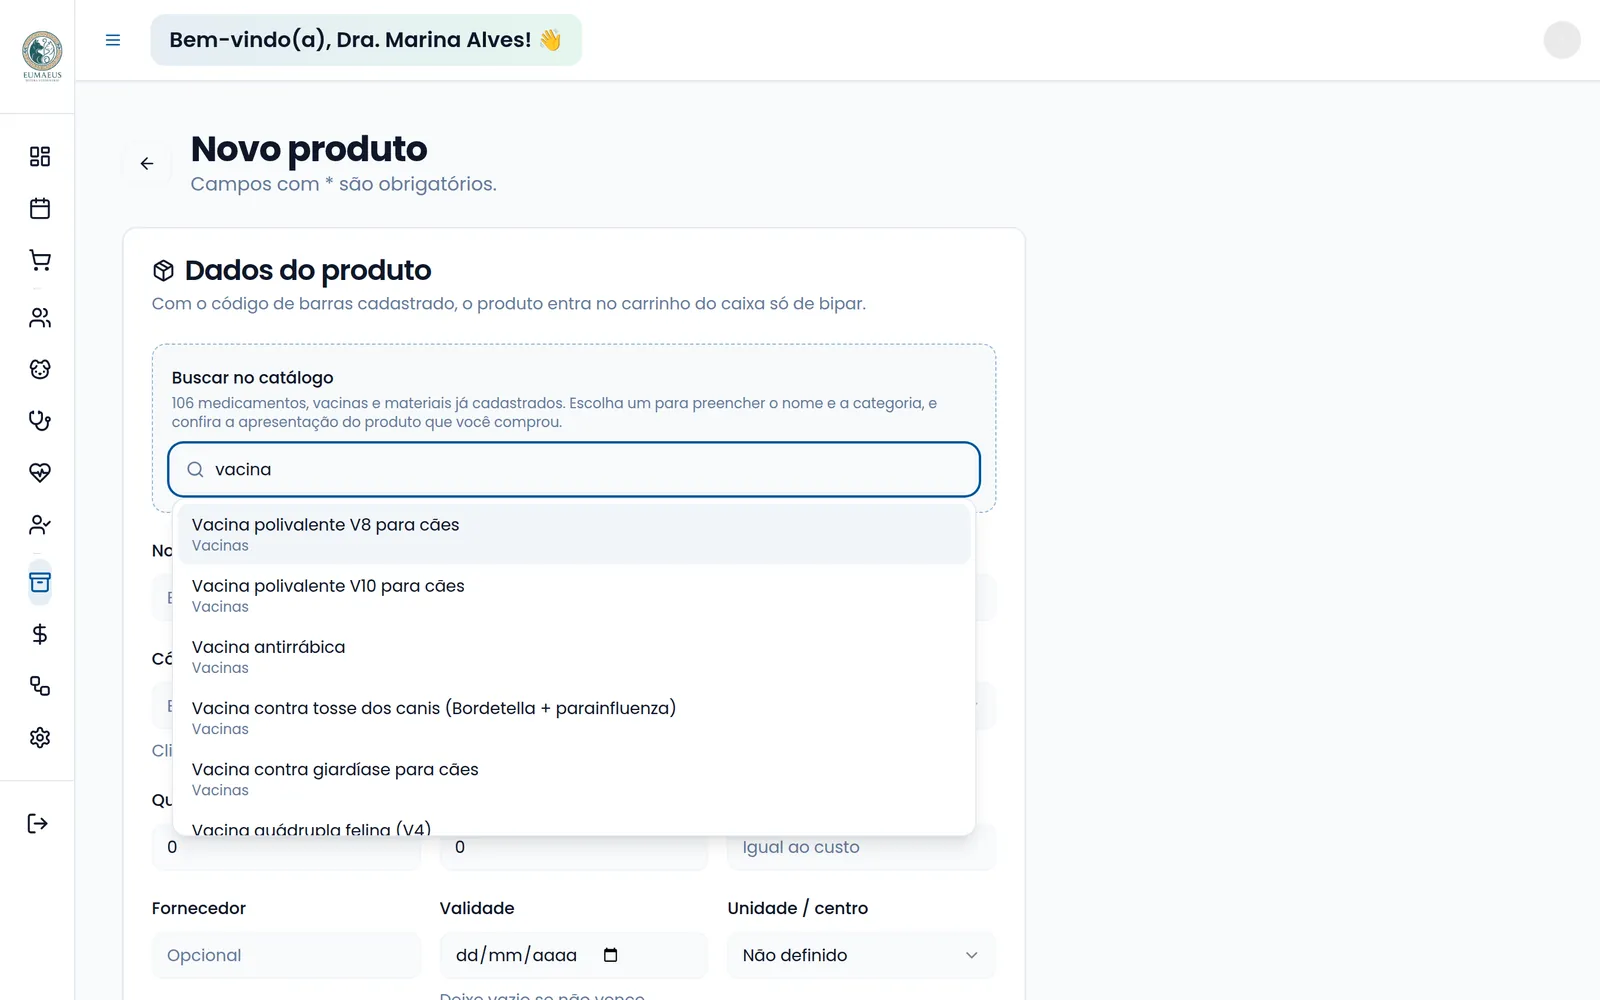 EUMAEUS
Bem-vindo(a), Dra. Marina Alves! 👋
Novo produto
Campos com * são obrigatórios.
Dados do produto
Com o código de barras cadastrado, o produto entra no carrinho do caixa só de bipar.
Buscar no catálogo
106 medicamentos, vacinas e materiais já cadastrados. Escolha um para preencher o nome e a categoria, e
confira a apresentação do produto que você comprou.
vacina
Vacina polivalente V8 para cães
Vacinas
No
Vacina polivalente V10 para cães
Vacinas
Vacina antirrábica
Vacinas
Có
Vacina contra tosse dos canis (Bordetella + parainfluenza)
Vacinas
Cli
Vacina contra giardíase para cães
Vacinas
Qu
Vacina quádrupla felina (V4)
0
0
Igual ao custo
Fornecedor
Validade
Unidade / centro
Opcional
dd/mm/aaaa
Não definido
Deixe vazio se não vence